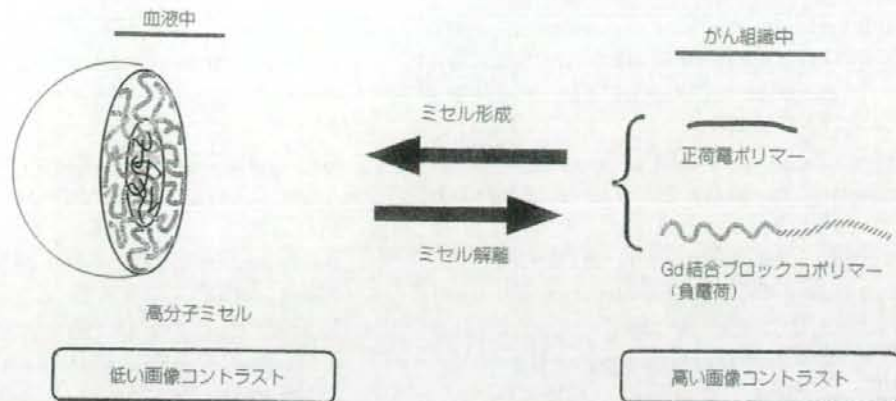 血液中
がん組織中
ミセル形成
正荷電ポリマー
ミセル解離
Gd結合ブロックコポリマー
（負電荷）
高分子ミセル
低い画像コントラスト
高い画像コントラスト